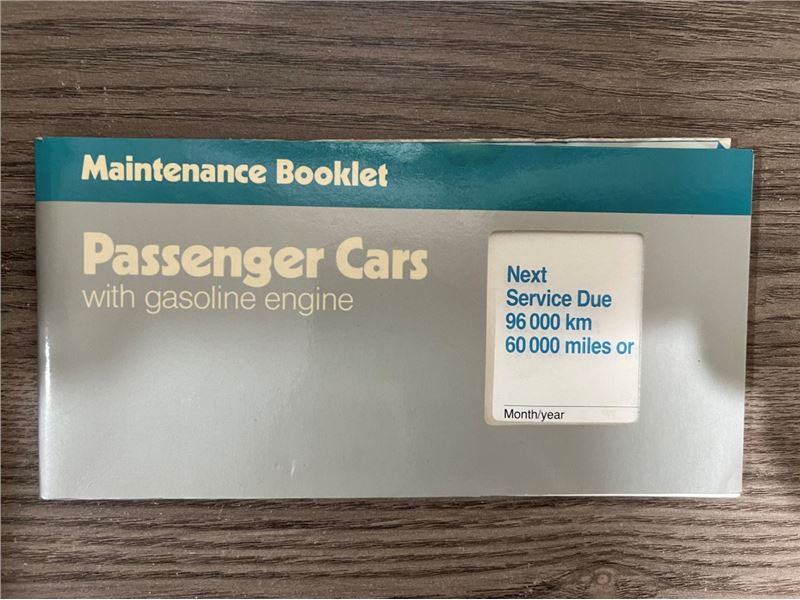 Maintenance Booklet
Passenger Cars
with gasoline engine
Next
Service Due
96 000 km
60 000 miles or
Month/year